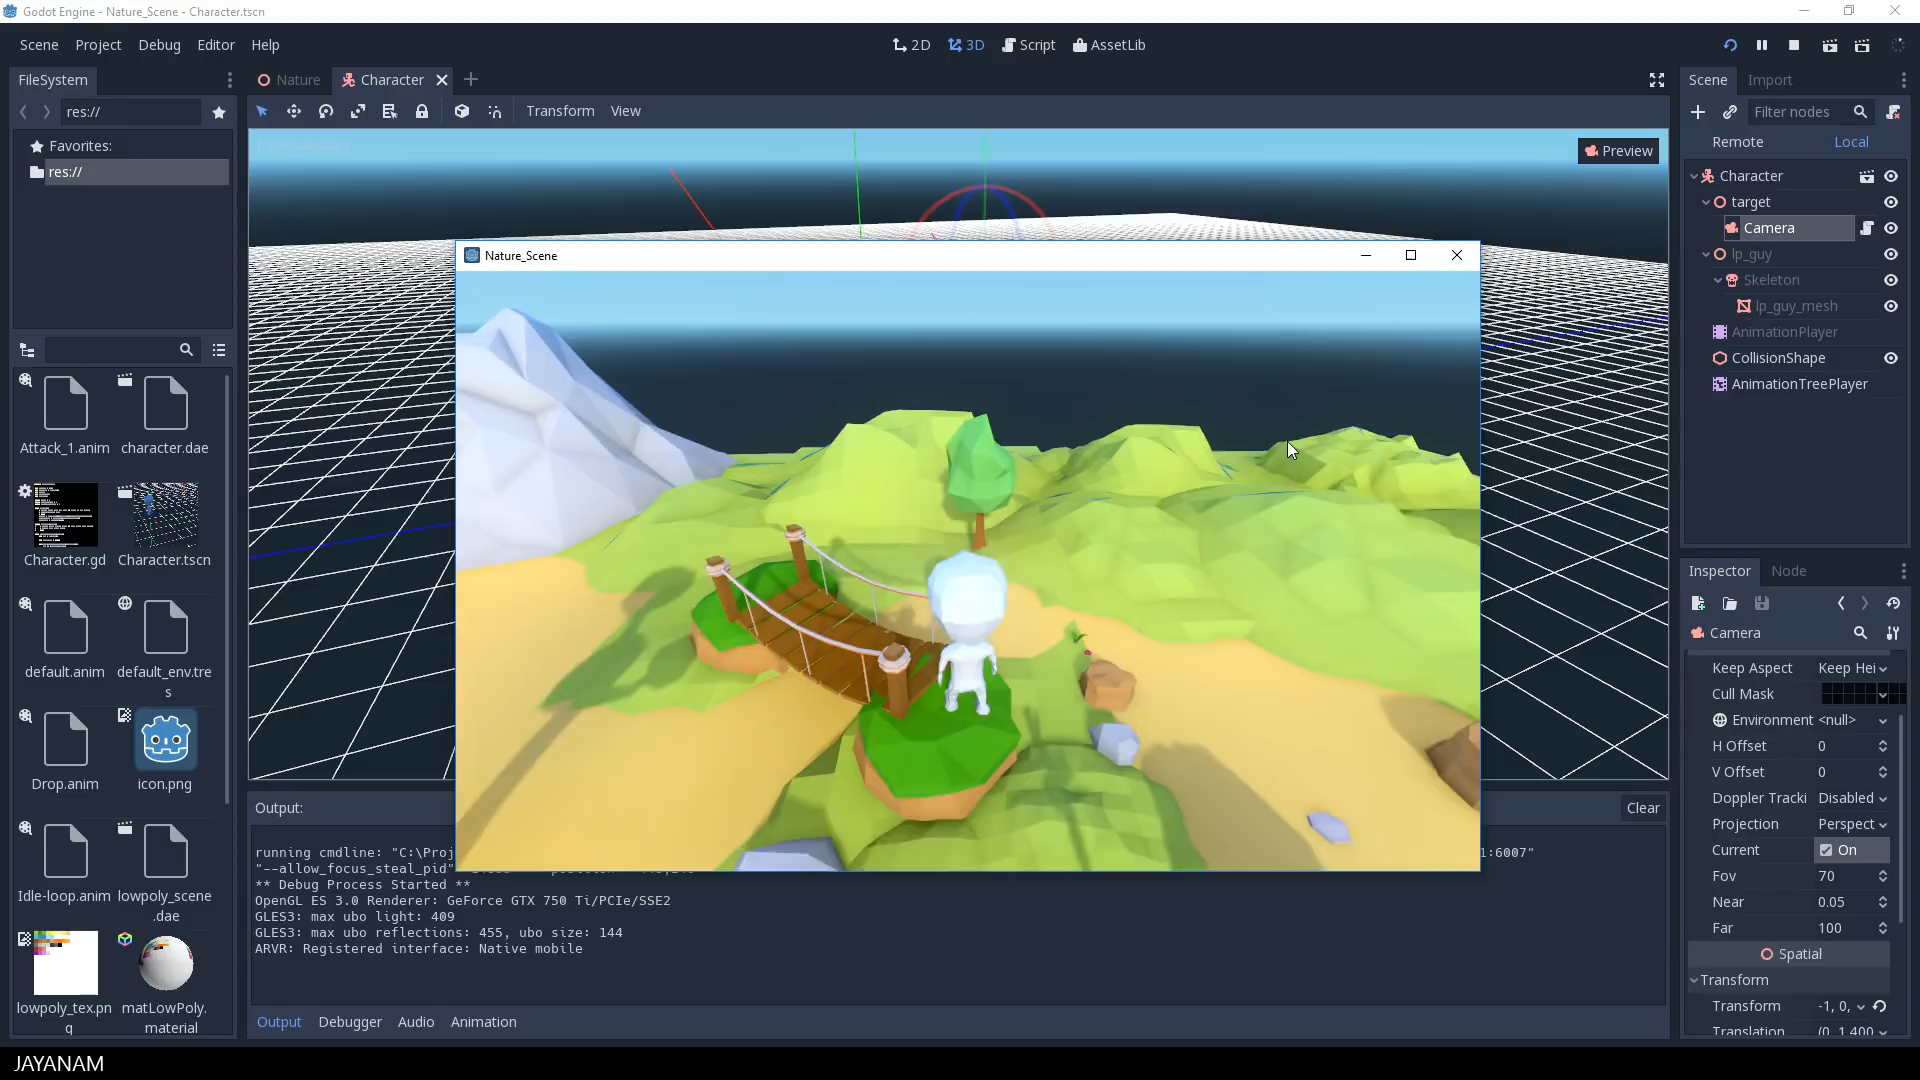 Godot Engine - Nature_Scene - Character.tscn
Scene Project Debug Editor Help
2D 3D Script AssetLib
FileSystem
Nature Character
Scene Import
res://
Transform View
Filter nodes
Remote Local
Favorites:
res://
Preview
Character
target
Camera
lp_guy
Skeleton
lp_guy_mesh
AnimationPlayer
CollisionShape
AnimationTreePlayer
Nature_Scene
Attack_1.anim character.dae
Character.gd Character.tscn
default.anim default_env.tre
s
Drop.anim icon.png
Idle-loop.anim lowpoly_scene
.dae
lowpoly_tex.pn matLowPoly.
g material
Inspector Node
Camera
Keep Aspect Keep Hei
Cull Mask
Environment <null>
H Offset 0
V Offset 0
Doppler Tracki Disabled
Projection Perspect
Current On
Fov 70
Near 0.05
Far 100
Spatial
Transform
Transform -1, 0,
Translation (0, 1.400
Output: Clear
running cmdline: "C:\Proj 1:6007"
"--allow_focus_steal_pid"
** Debug Process Started **
OpenGL ES 3.0 Renderer: GeForce GTX 750 Ti/PCIe/SSE2
GLES3: max ubo light: 409
GLES3: max ubo reflections: 455, ubo size: 144
ARVR: Registered interface: Native mobile
Output Debugger Audio Animation
JAYANAM